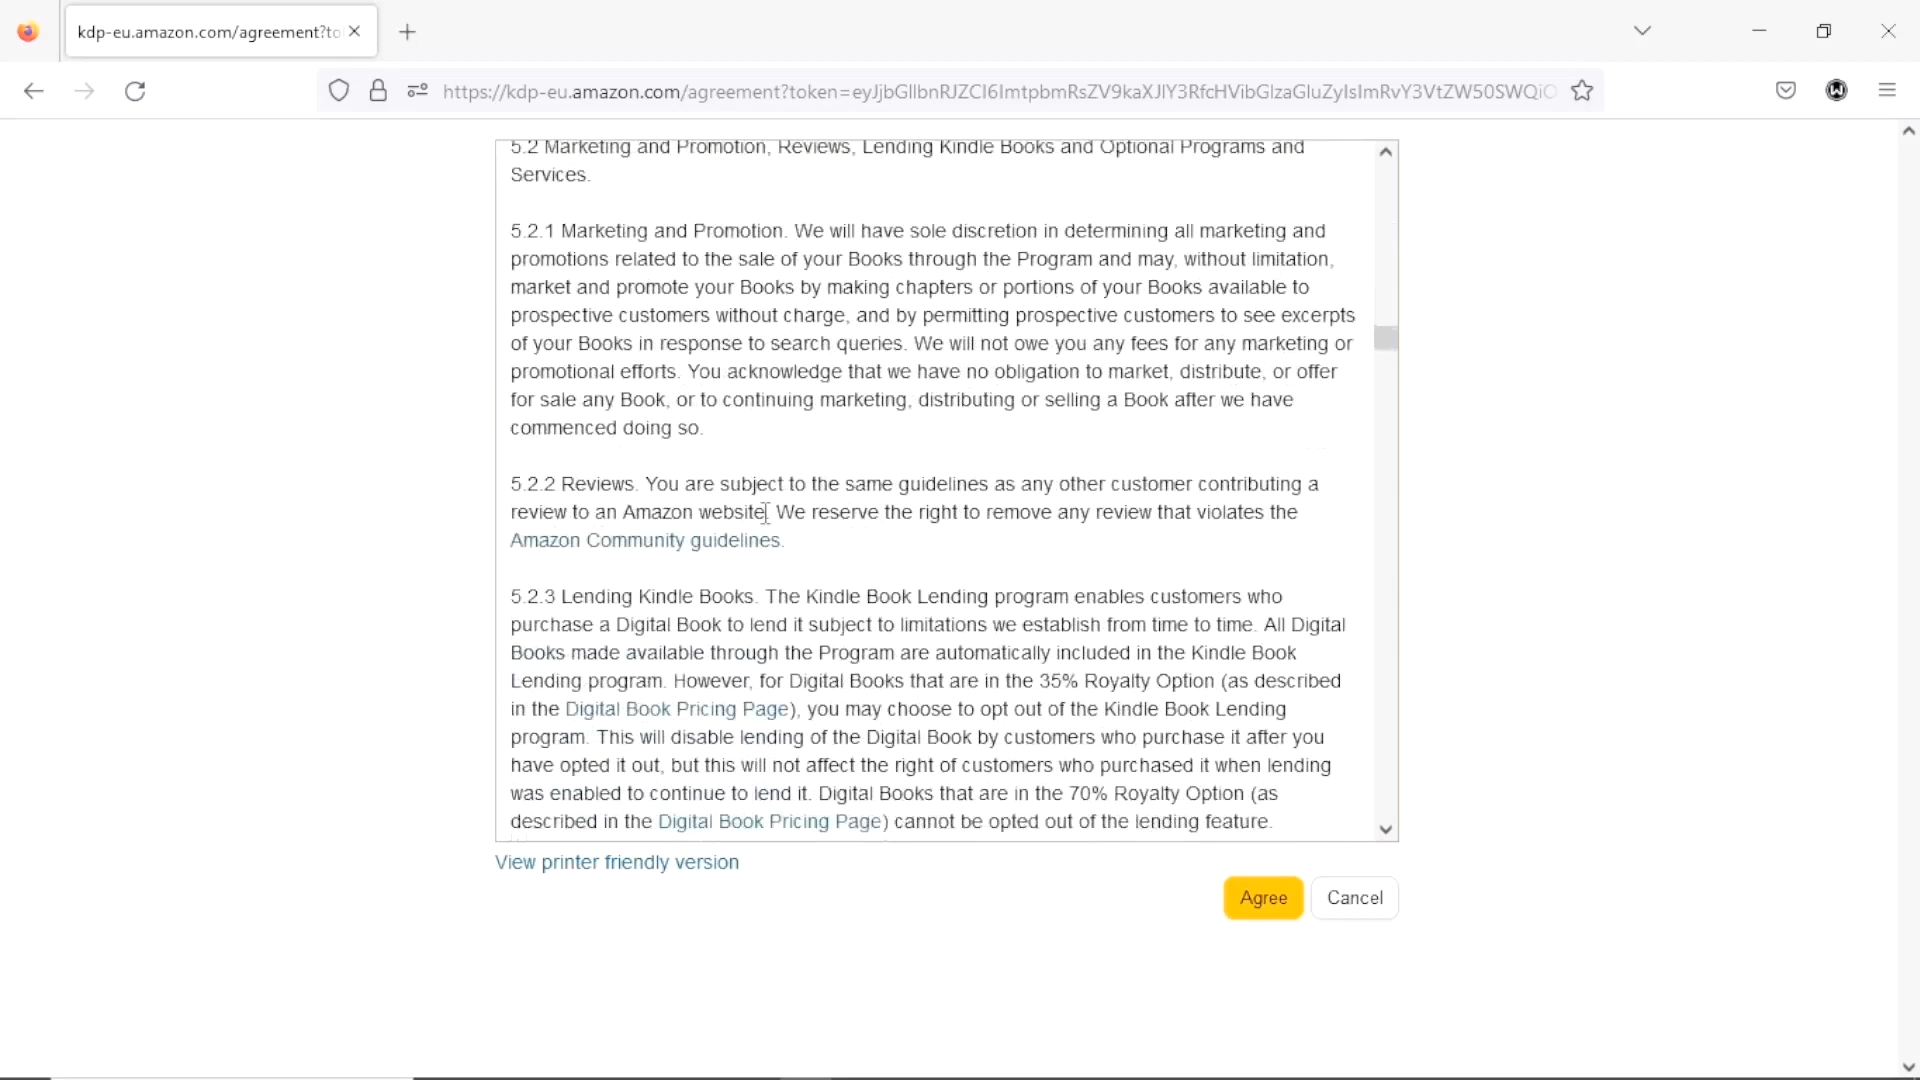 kdp-eu.amazon.com/agreement?to
https://kdp-eu.amazon.com/agreement?token=
5.2 Marketing and Promotion, Reviews, Lending Kindle Books and Optional Programs and
Services.
5.2.1 Marketing and Promotion. We will have sole discretion in determining all marketing and
promotions related to the sale of your Books through the Program and may, without limitation,
market and promote your Books by making chapters or portions of your Books available to
prospective customers without charge, and by permitting prospective customers to see excerpts
of your Books in response to search queries. We will not owe you any fees for any marketing or
promotional efforts. You acknowledge that we have no obligation to market, distribute, or offer
for sale any Book, or to continuing marketing, distributing or selling a Book after we have
commenced doing so.
5.2.2 Reviews. You are subject to the same guidelines as any other customer contributing a
review to an Amazon website. We reserve the right to remove any review that violates the
Amazon Community guidelines.
5.2.3 Lending Kindle Books. The Kindle Book Lending program enables customers who
purchase a Digital Book to lend it subject to limitations we establish from time to time. All Digital
Books made available through the Program are automatically included in the Kindle Book
Lending program. However, for Digital Books that are in the 35% Royalty Option (as described
in the Digital Book Pricing Page), you may choose to opt out of the Kindle Book Lending
program. This will disable lending of the Digital Book by customers who purchase it after you
have opted it out, but this will not affect the right of customers who purchased it when lending
was enabled to continue to lend it. Digital Books that are in the 70% Royalty Option (as
described in the Digital Book Pricing Page) cannot be opted out of the lending feature.
View printer friendly version
Agree Cancel